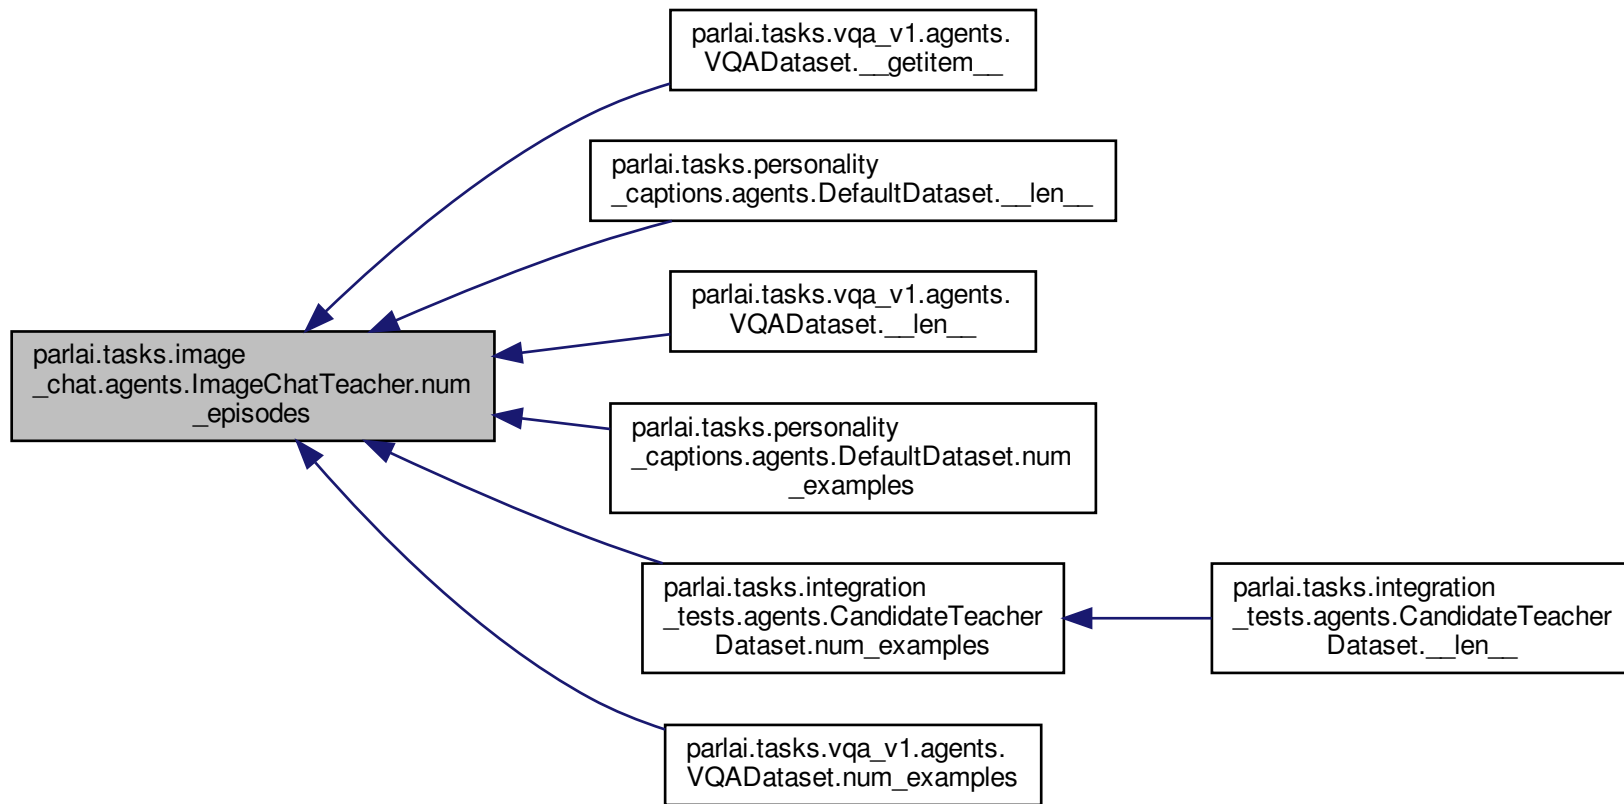 parlai.tasks.vqa_v1.agents.
VQADataset.__getitem__
parlai.tasks.personality
_captions.agents.DefaultDataset.__len__
parlai.tasks.vqa_v1.agents.
VQADataset.__len__
parlai.tasks.image
_chat.agents.ImageChatTeacher.num
_episodes
parlai.tasks.personality
_captions.agents.DefaultDataset.num
_examples
parlai.tasks.integration
_tests.agents.CandidateTeacher
Dataset.num_examples
parlai.tasks.integration
_tests.agents.CandidateTeacher
Dataset.__len__
parlai.tasks.vqa_v1.agents.
VQADataset.num_examples